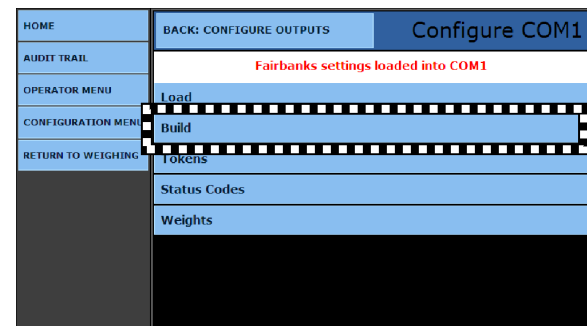 HOME
AUDIT TRAIL
OPERATOR MENU
CONFIGURATION MENU
RETURN TO WEIGHING
BACK: CONFIGURE OUTPUTS
Configure COM1
Fairbanks settings loaded into COM1
Load
Build
Tokens
Status Codes
Weights